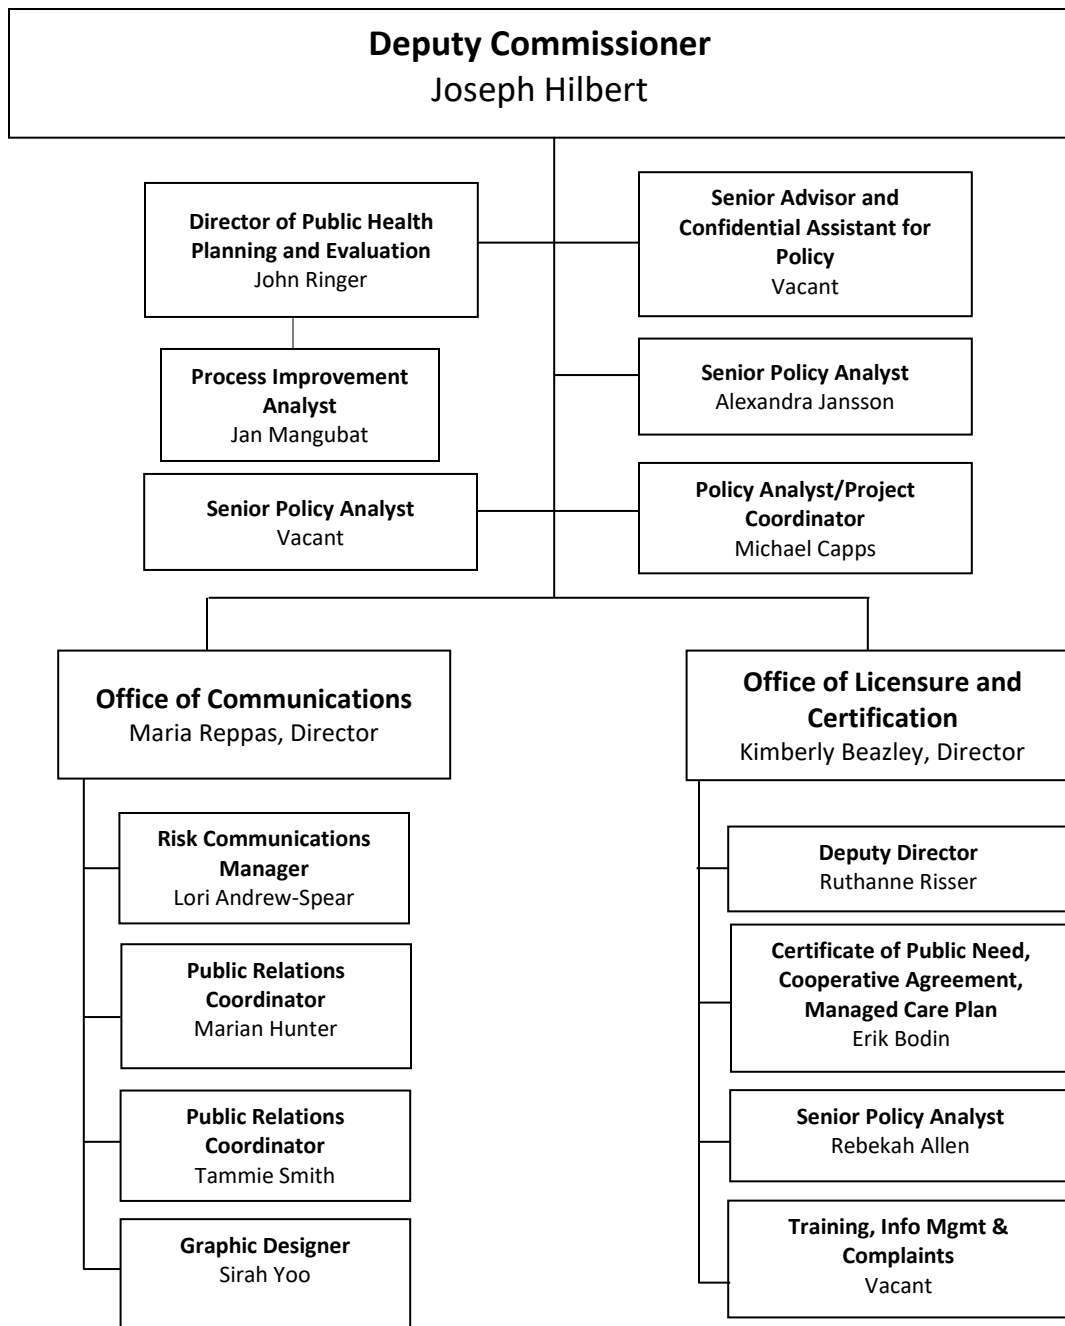 Deputy Commissioner
Joseph Hilbert
Director of Public Health
Planning and Evaluation
John Ringer
Senior Advisor and
Confidential Assistant for
Policy
Vacant
Process Improvement
Analyst
Jan Mangubat
Senior Policy Analyst
Alexandra Jansson
Senior Policy Analyst
Vacant
Policy Analyst/Project
Coordinator
Michael Capps
Office of Communications
Maria Reppas, Director
Risk Communications
Manager
Lori Andrew-Spear
Public Relations
Coordinator
Marian Hunter
Public Relations
Coordinator
Tammie Smith
Graphic Designer
Sirah Yoo
Office of Licensure and
Certification
Kimberly Beazley, Director
Deputy Director
Ruthanne Risser
Certificate of Public Need,
Cooperative Agreement,
Managed Care Plan
Erik Bodin
Senior Policy Analyst
Rebekah Allen
Training, Info Mgmt &
Complaints
Vacant